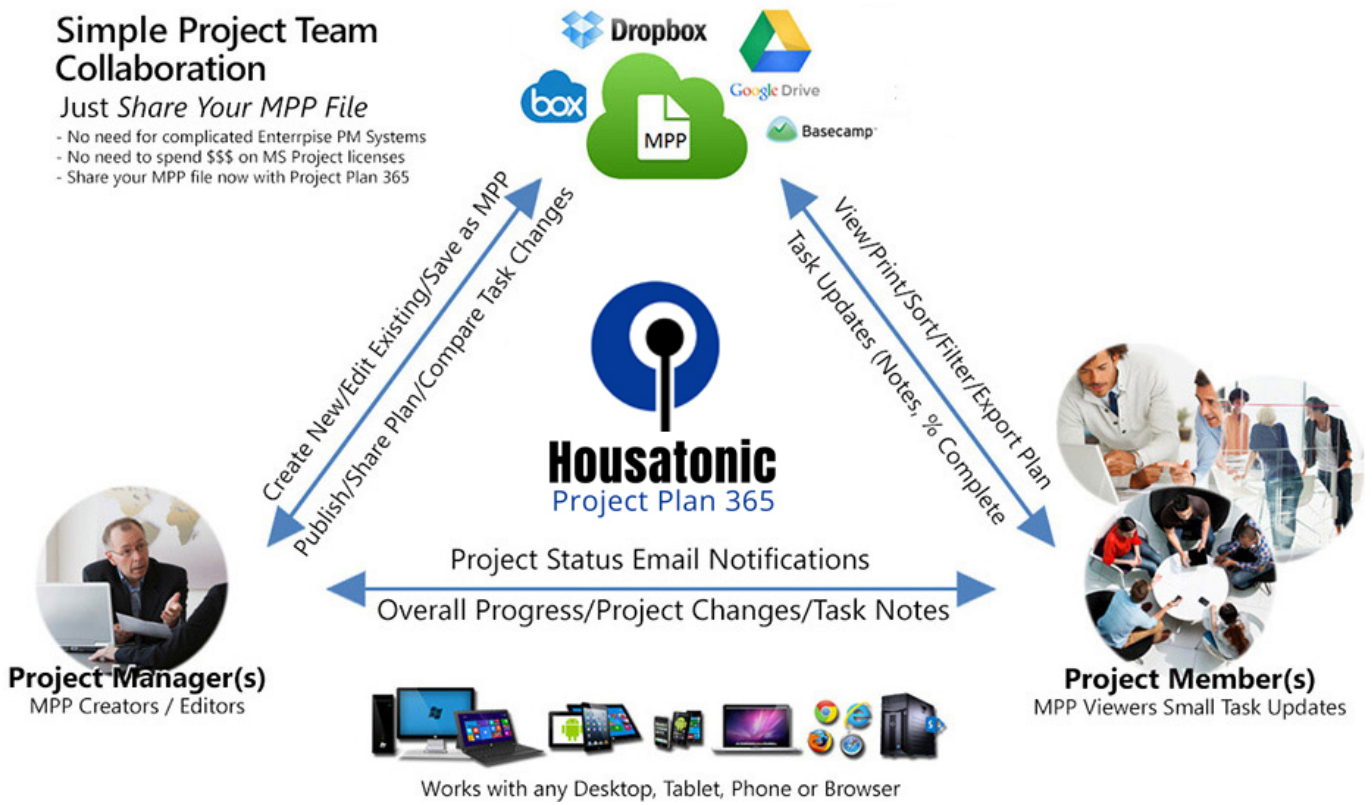 Simple Project Team
Collaboration
Just Share Your MPP File
- No need for complicated Enterrpise PM Systems
- No need to spend $$$ on MS Project licenses
- Share your MPP file now with Project Plan 365
Dropbox
box
MPP
Google Drive
Basecamp
Create New/Edit Existing/Save as MPP
Publish/Share Plan/Compare Task Changes
View/Print/Sort/Filter/Export Plan
Task Updates (Notes, % Complete
Housatonic
Project Plan 365
Project Status Email Notifications
Overall Progress/Project Changes/Task Notes
Project Manager(s)
MPP Creators / Editors
Project Member(s)
MPP Viewers Small Task Updates
Works with any Desktop, Tablet, Phone or Browser